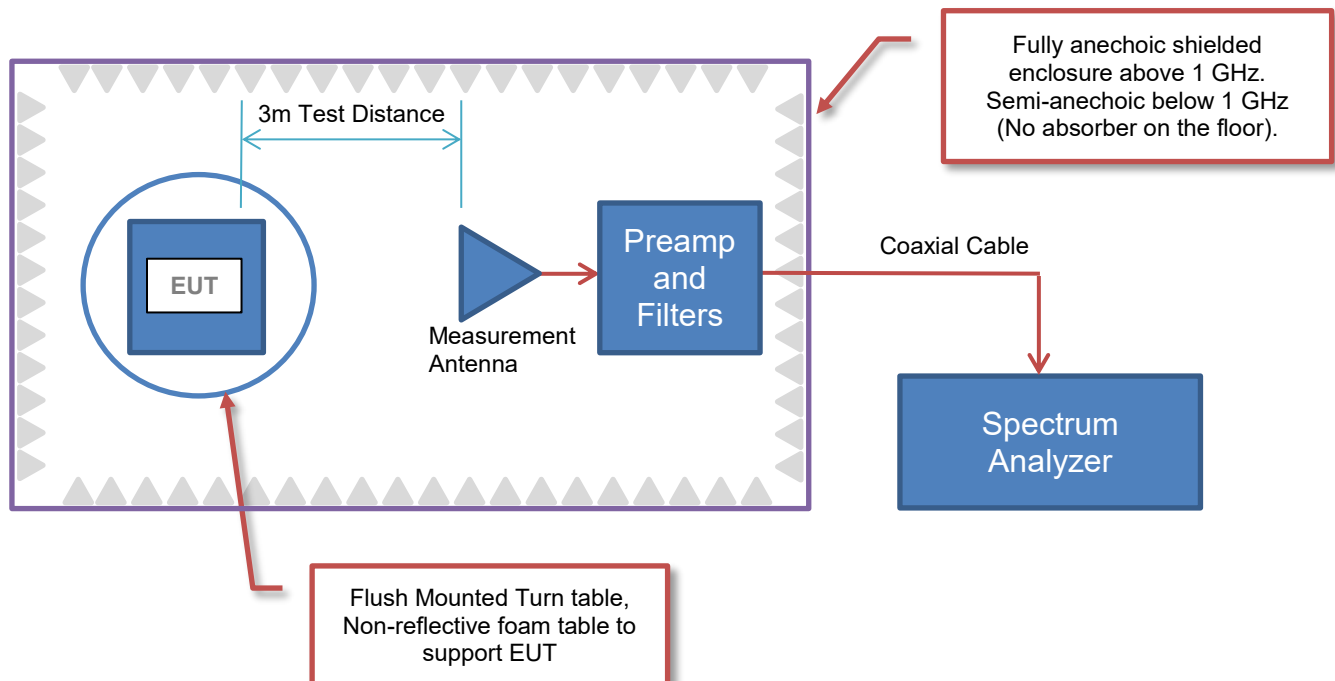 Fully anechoic shielded
enclosure above 1 GHz.
Semi-anechoic below 1 GHz
(No absorber on the floor).
3m Test Distance
EUT
Measurement
Antenna
Preamp
and
Filters
Coaxial Cable
Spectrum
Analyzer
Flush Mounted Turn table,
Non-reflective foam table to
support EUT